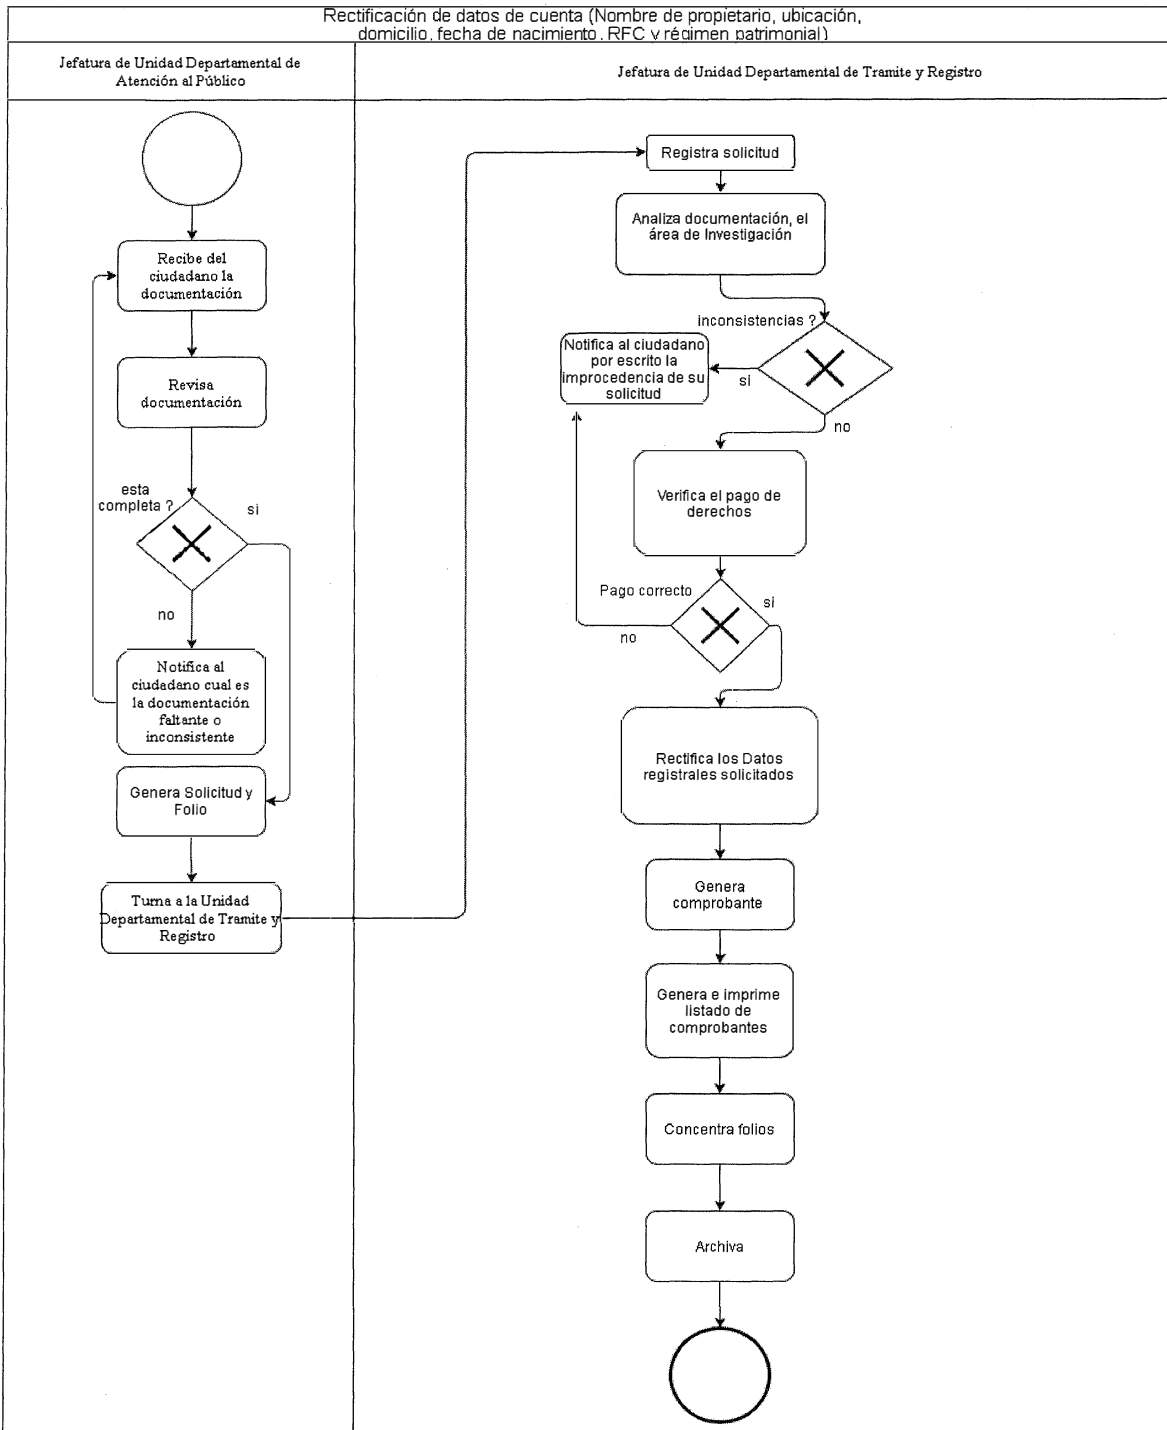 Rectificación de datos de cuenta (Nombre de propietario, ubicación,
domicilio, fecha de nacimiento, RFC y régimen patrimonial)
Jefatura de Unidad Departamental de
Atención al Público
Jefatura de Unidad Departamental de Tramite y Registro
Recibe del
ciudadano la
documentación
Revisa
documentación
esta
completa ?
si
no
Notifica al
ciudadano cual es
la documentación
faltante o
inconsistente
Genera Solicitud y
Folio
Turna a la Unidad
Departamental de Tramite y
Registro
Registra solicitud
Analiza documentación, el
área de Investigación
inconsistencias ?
si
no
Notifica al ciudadano
por escrito la
improcedencia de su
solicitud
Verifica el pago de
derechos
Pago correcto
si
no
Rectifica los Datos
registrales solicitados
Genera
comprobante
Genera e imprime
listado de
comprobantes
Concentra folios
Archiva